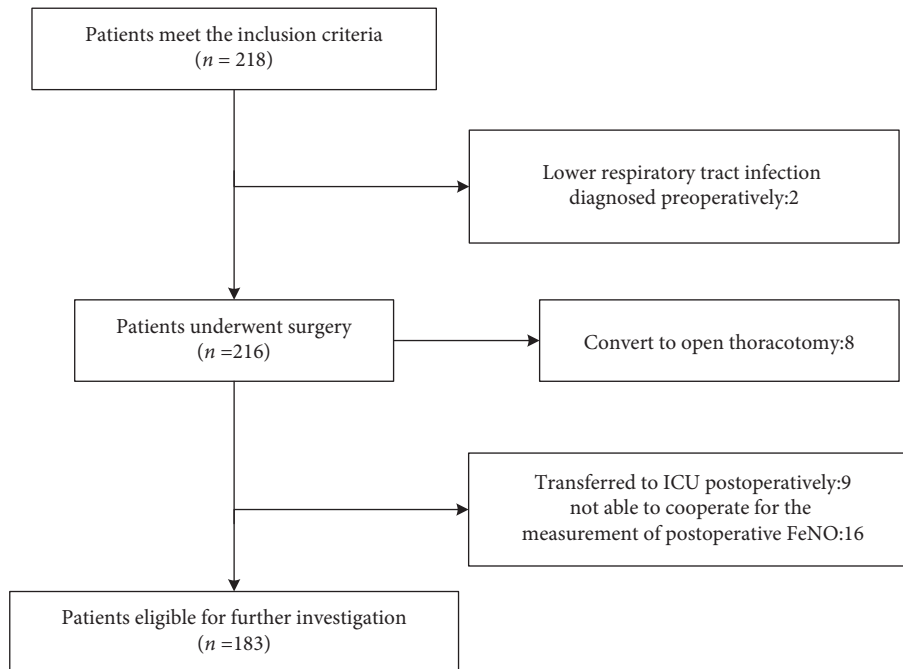 Patients meet the inclusion criteria
(n = 218)
Lower respiratory tract infection
diagnosed preoperatively:2
Patients underwent surgery
(n =216)
Convert to open thoracotomy:8
Transferred to ICU postoperatively:9
not able to cooperate for the
measurement of postoperative FeNO:16
Patients eligible for further investigation
(n =183)